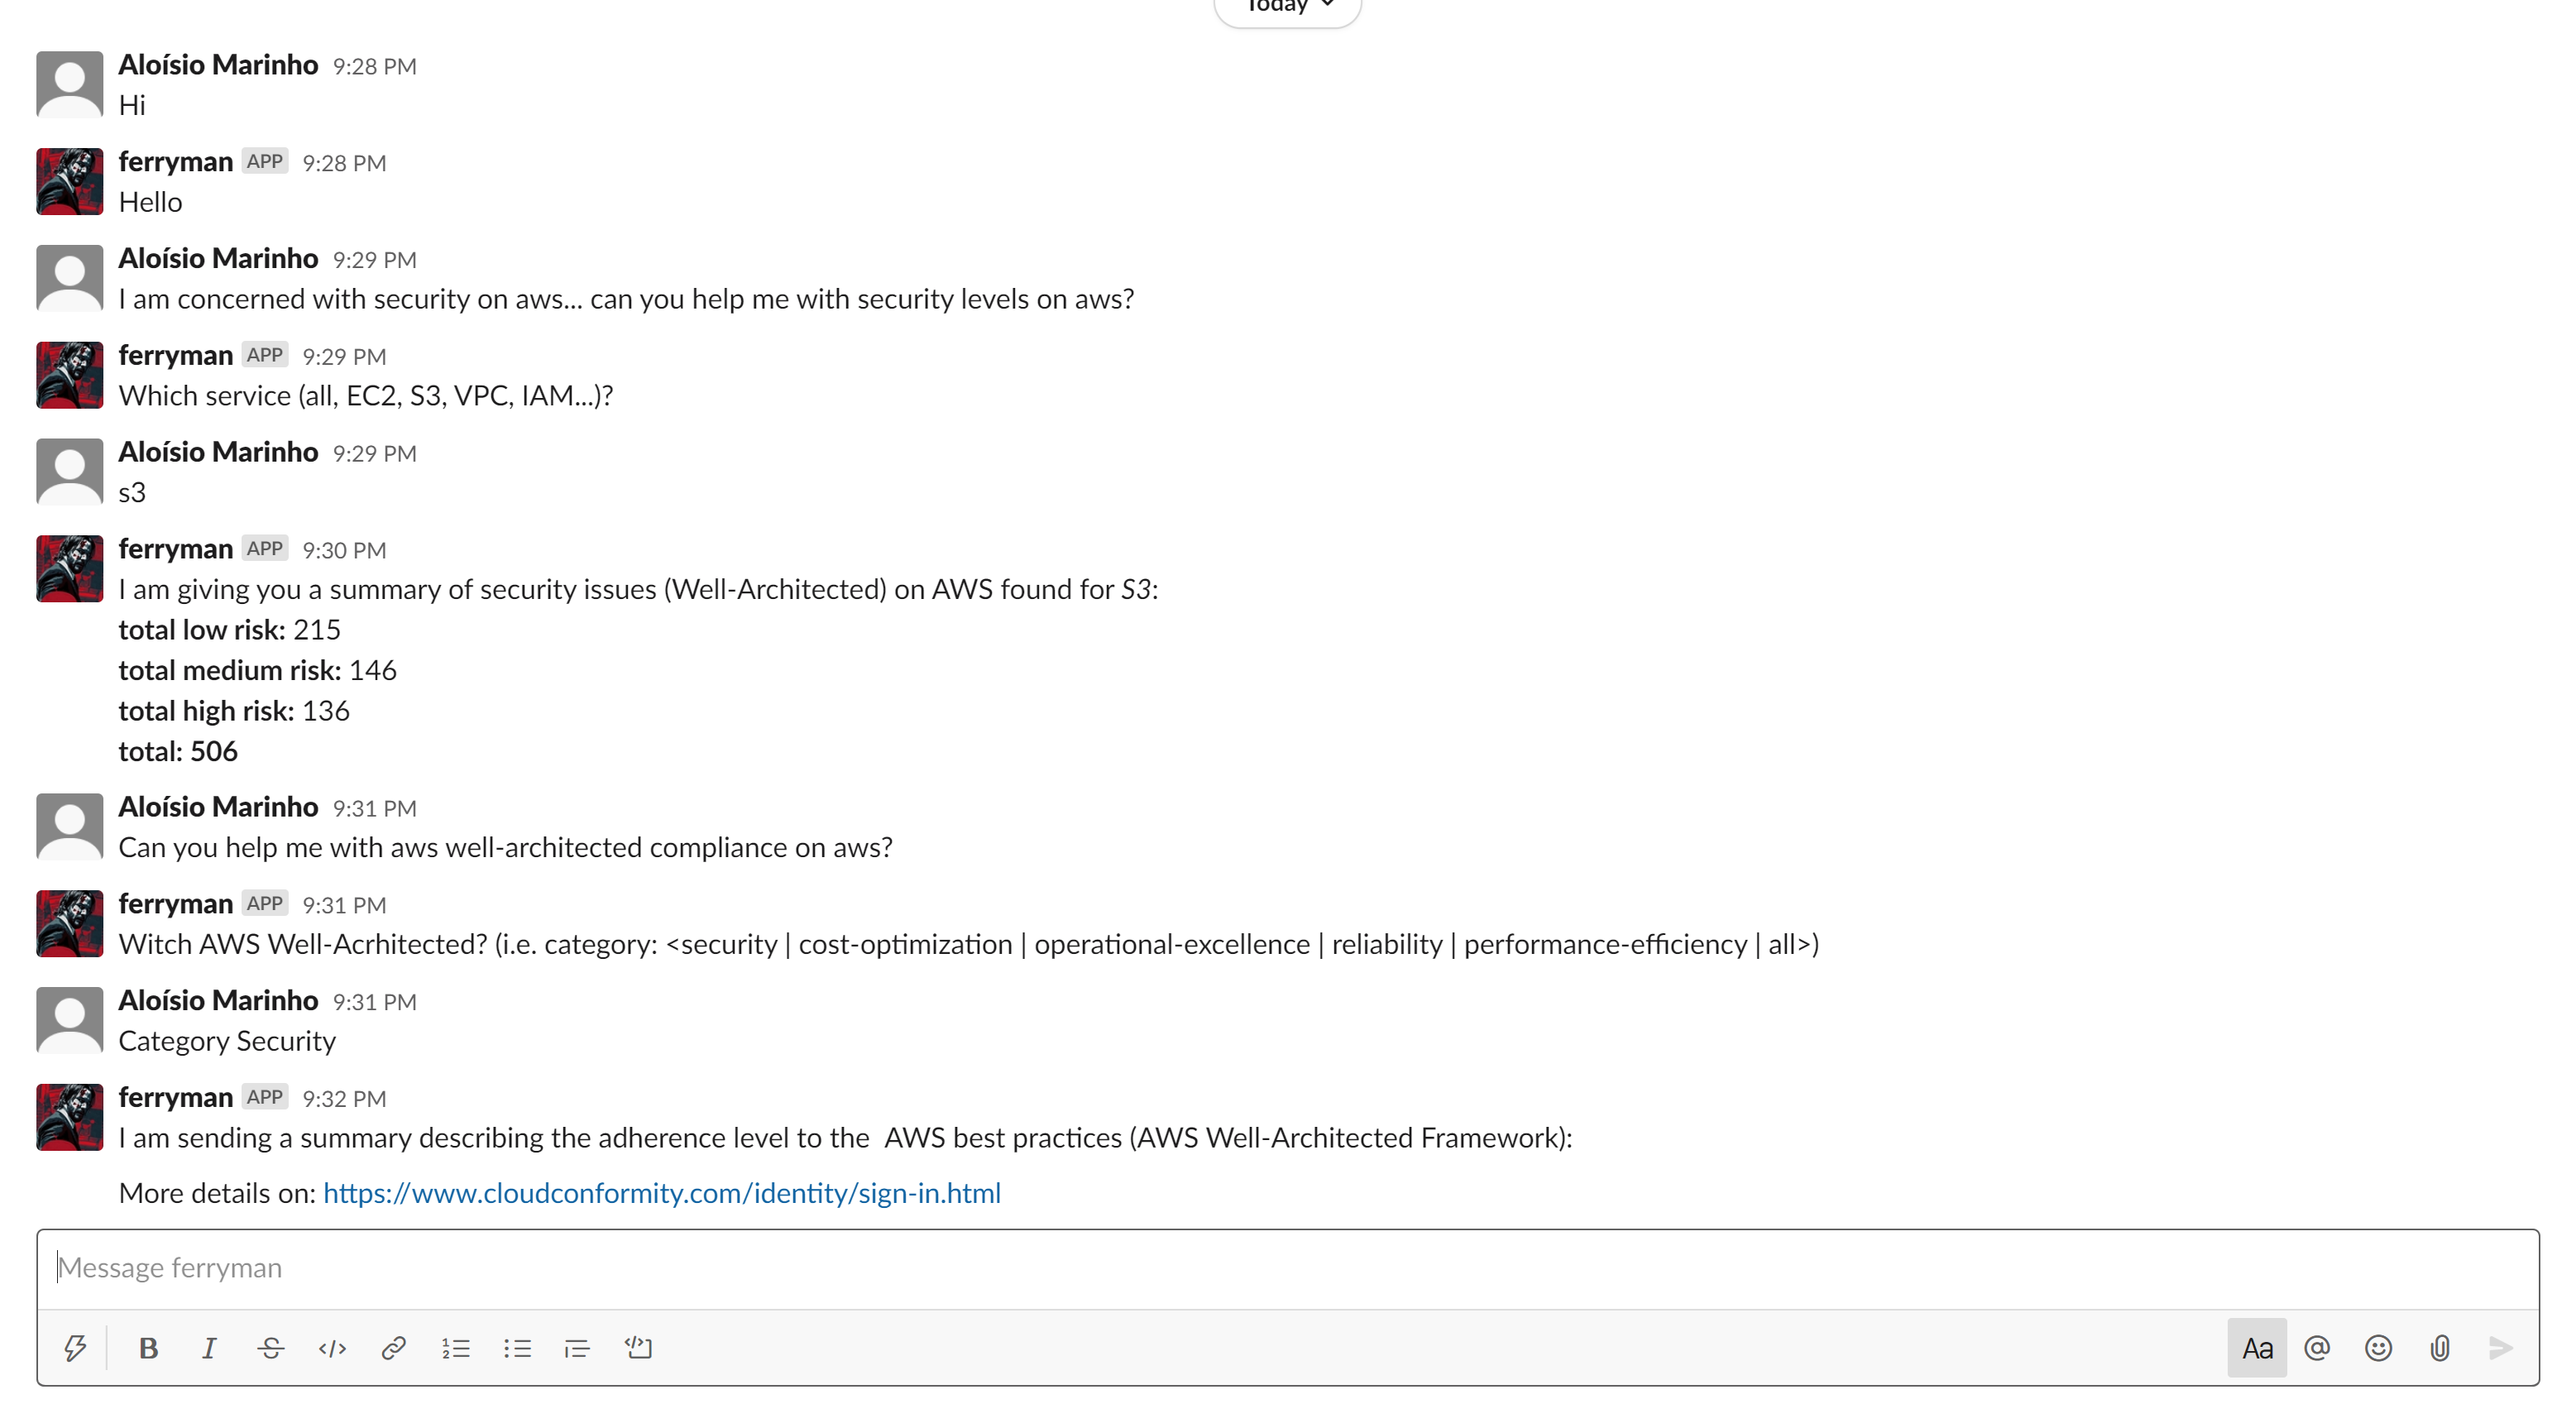 Today
Aloísio Marinho 9:28 PM
Hi
ferryman APP 9:28 PM
Hello
Aloísio Marinho 9:29 PM
I am concerned with security on aws... can you help me with security levels on aws?
ferryman APP 9:29 PM
Which service (all, EC2, S3, VPC, IAM...)?
Aloísio Marinho 9:29 PM
s3
ferryman APP 9:30 PM
I am giving you a summary of security issues (Well-Architected) on AWS found for S3:
total low risk: 215
total medium risk: 146
total high risk: 136
total: 506
Aloísio Marinho 9:31 PM
Can you help me with aws well-architected compliance on aws?
ferryman APP 9:31 PM
Witch AWS Well-Acrhitected? (i.e. category: <security | cost-optimization | operational-excellence | reliability | performance-efficiency | all>)
Aloísio Marinho 9:31 PM
Category Security
ferryman APP 9:32 PM
I am sending a summary describing the adherence level to the  AWS best practices (AWS Well-Architected Framework):
More details on: https://www.cloudconformity.com/identity/sign-in.html
Message ferryman
B I S </> Aa @